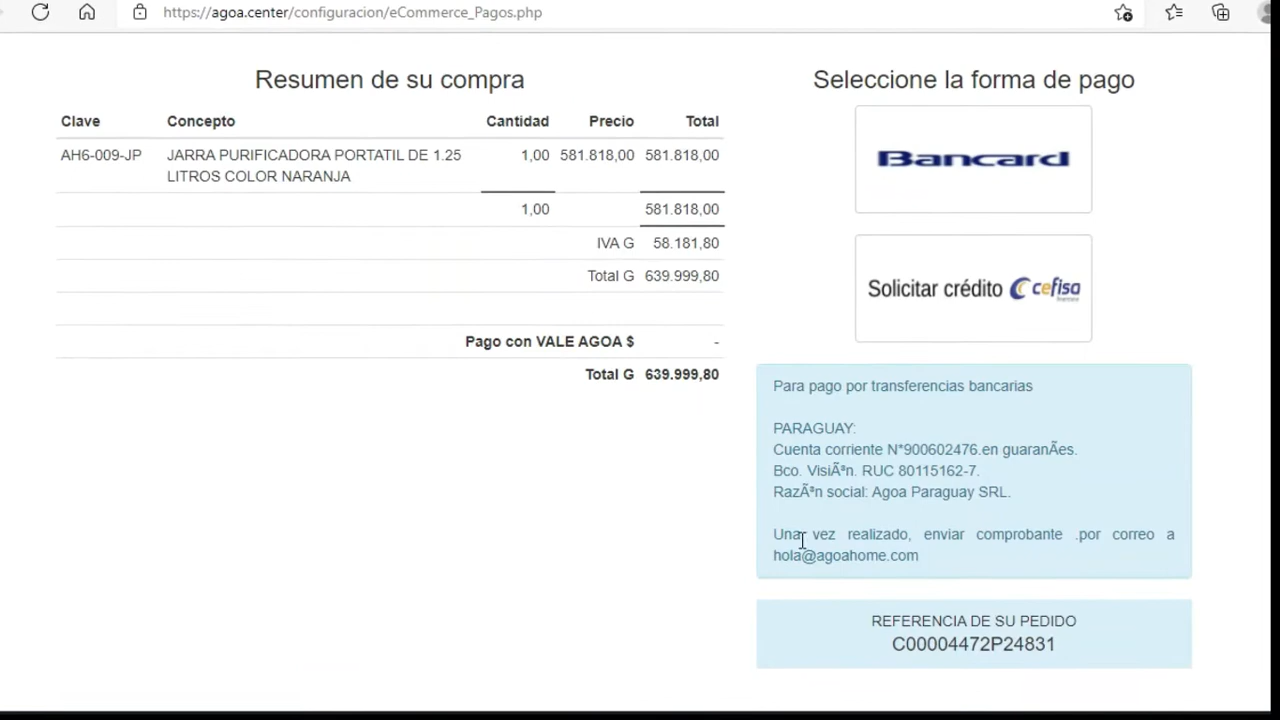 https://agoa.center/configuracion/eCommerce_Pagos.php
Resumen de su compra
Clave Concepto Cantidad Precio Total
AH6-009-JP JARRA PURIFICADORA PORTATIL DE 1.25 1,00 581.818,00 581.818,00
LITROS COLOR NARANJA
1,00 581.818,00
IVA G 58.181,80
Total G 639.999,80
Pago con VALE AGOA $ -
Total G 639.999,80
Seleccione la forma de pago
Bancard
Solicitar crédito cefisa
Para pago por transferencias bancarias
PARAGUAY:
Cuenta corriente N°900602476.en guaranÃes.
Bco. VisiÃ³n. RUC 80115162-7.
RazÃ³n social: Agoa Paraguay SRL.
Una vez realizado, enviar comprobante .por correo a
hola@agoahome.com
REFERENCIA DE SU PEDIDO
C00004472P24831